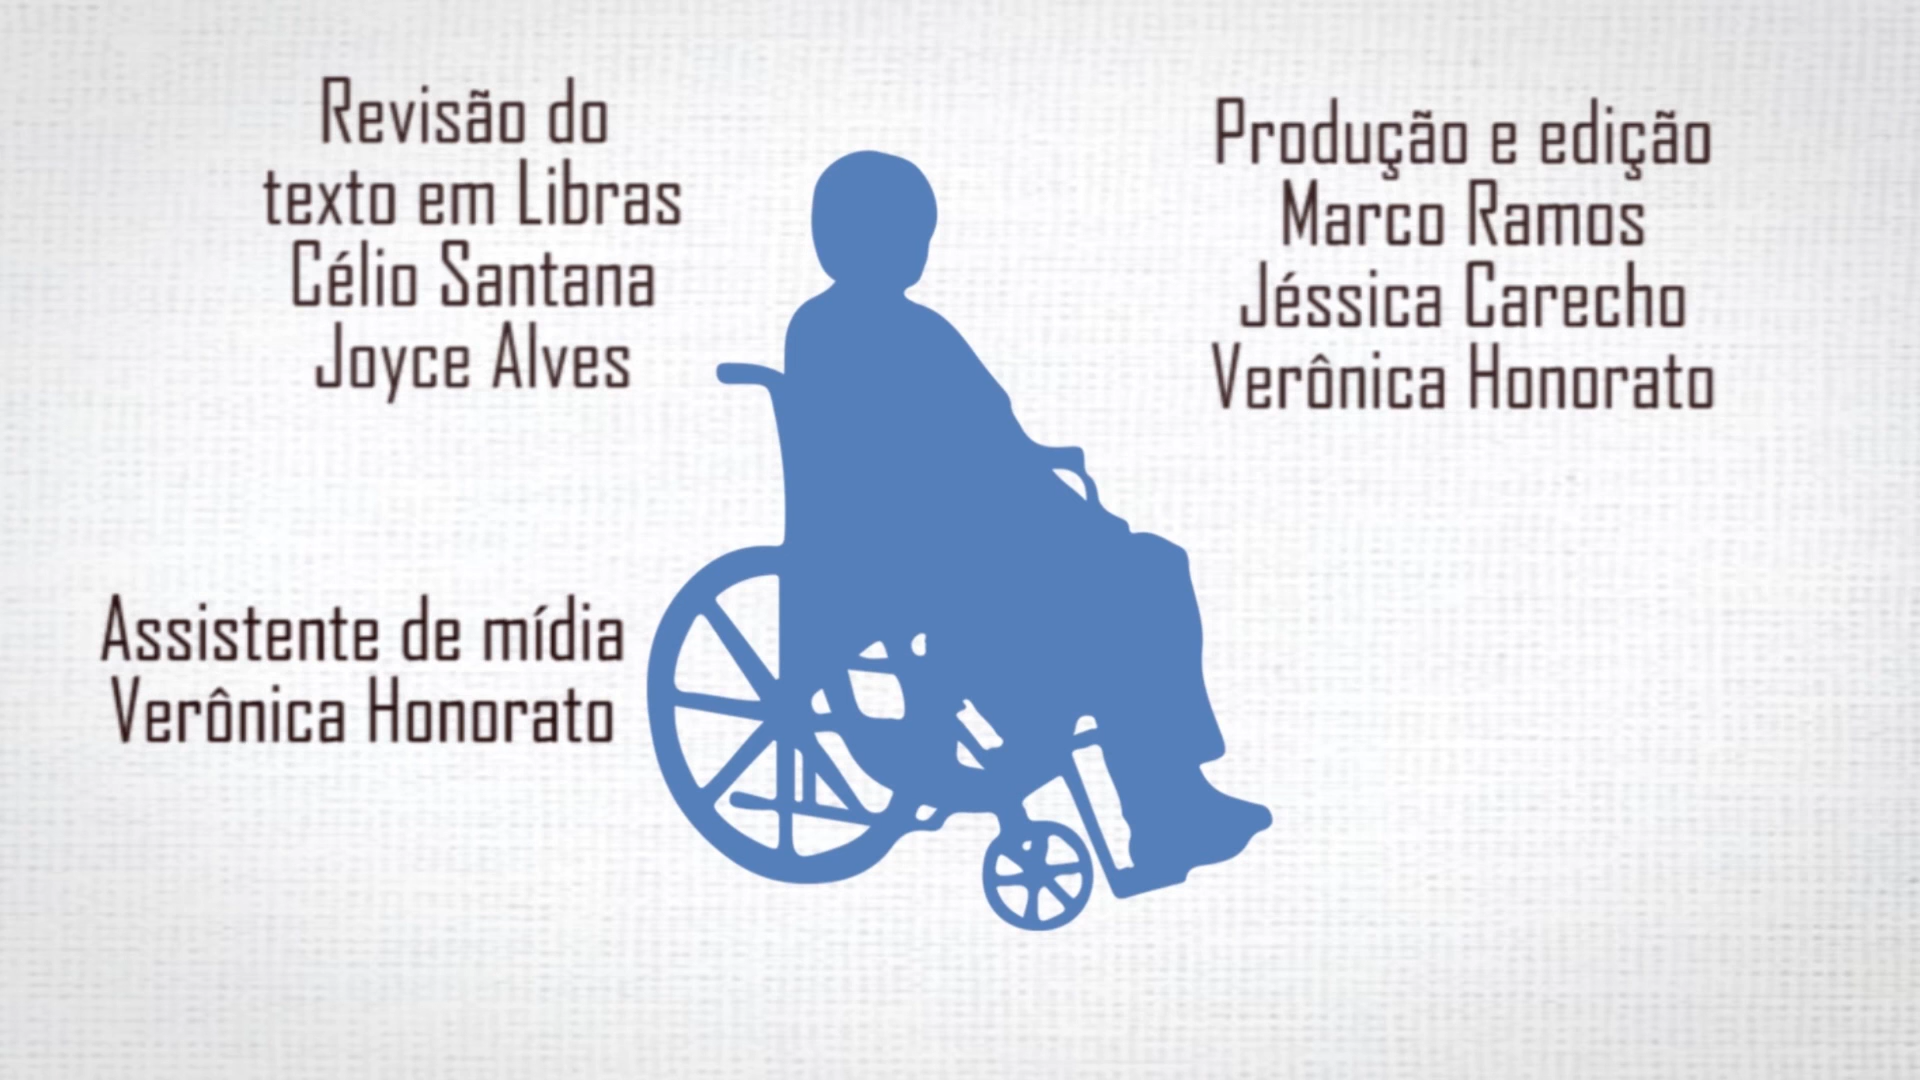 Revisão do
texto em Libras
Célio Santana
Joyce Alves
Produção e edição
Marco Ramos
Jéssica Carecho
Verônica Honorato
Assistente de mídia
Verônica Honorato